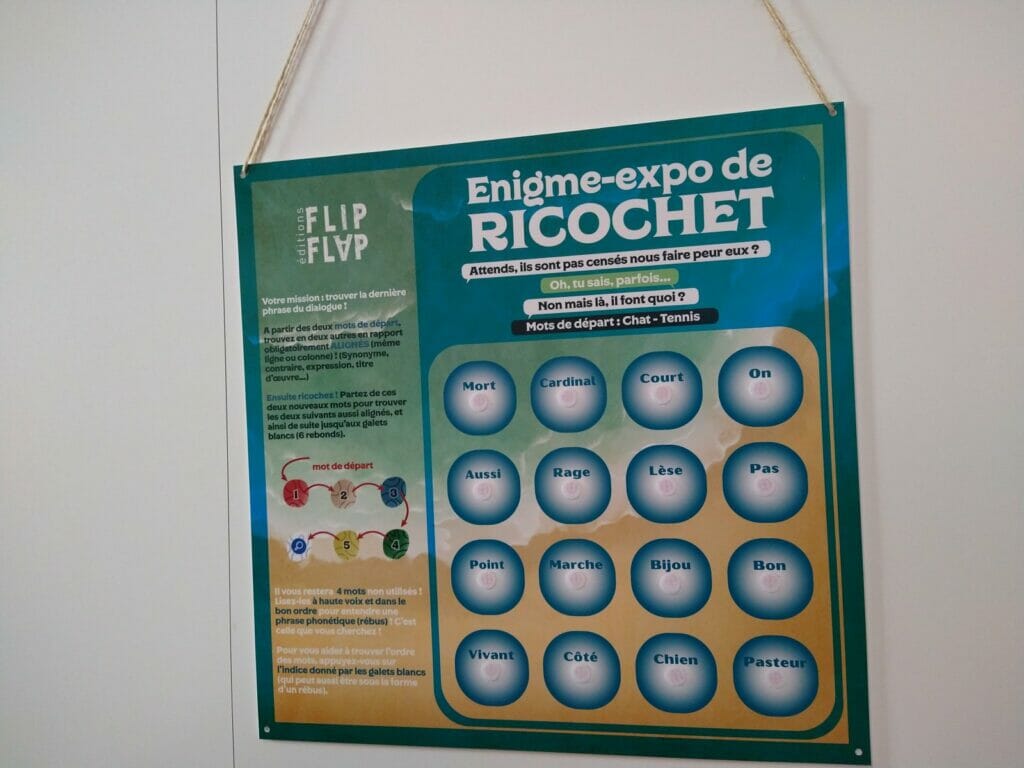 éditions
FLIP
FLAP
Votre mission : trouver la dernière
phrase du dialogue !
A partir des deux mots de départ,
trouvez en deux autres en rapport
obligatoirement ALIGNÉS (même
ligne ou colonne) ! (Synonyme,
contraire, expression, titre
d'œuvre...)
Ensuite ricochez ! Partez de ces
deux nouveaux mots pour trouver
les deux suivants aussi alignés, et
ainsi de suite jusqu'aux galets
blancs (6 rebonds).
mot de départ
1 2 3
5 4
Il vous restera 4 mots non utilisés !
Lisez-les à haute voix et dans le
bon ordre pour entendre une
phrase phonétique (rébus) ! C'est
celle que vous cherchez !
Pour vous aider à trouver l'ordre
des mots, appuyez-vous sur
l'indice donné par les galets blancs
(qui peut aussi être sous la forme
d'un rébus).
Enigme-expo de
RICOCHET
Attends, ils sont pas censés nous faire peur eux ?
Oh, tu sais, parfois...
Non mais là, il font quoi ?
Mots de départ : Chat - Tennis
Mort Cardinal Court On
Aussi Rage Lèse Pas
Point Marche Bijou Bon
Vivant Côté Chien Pasteur